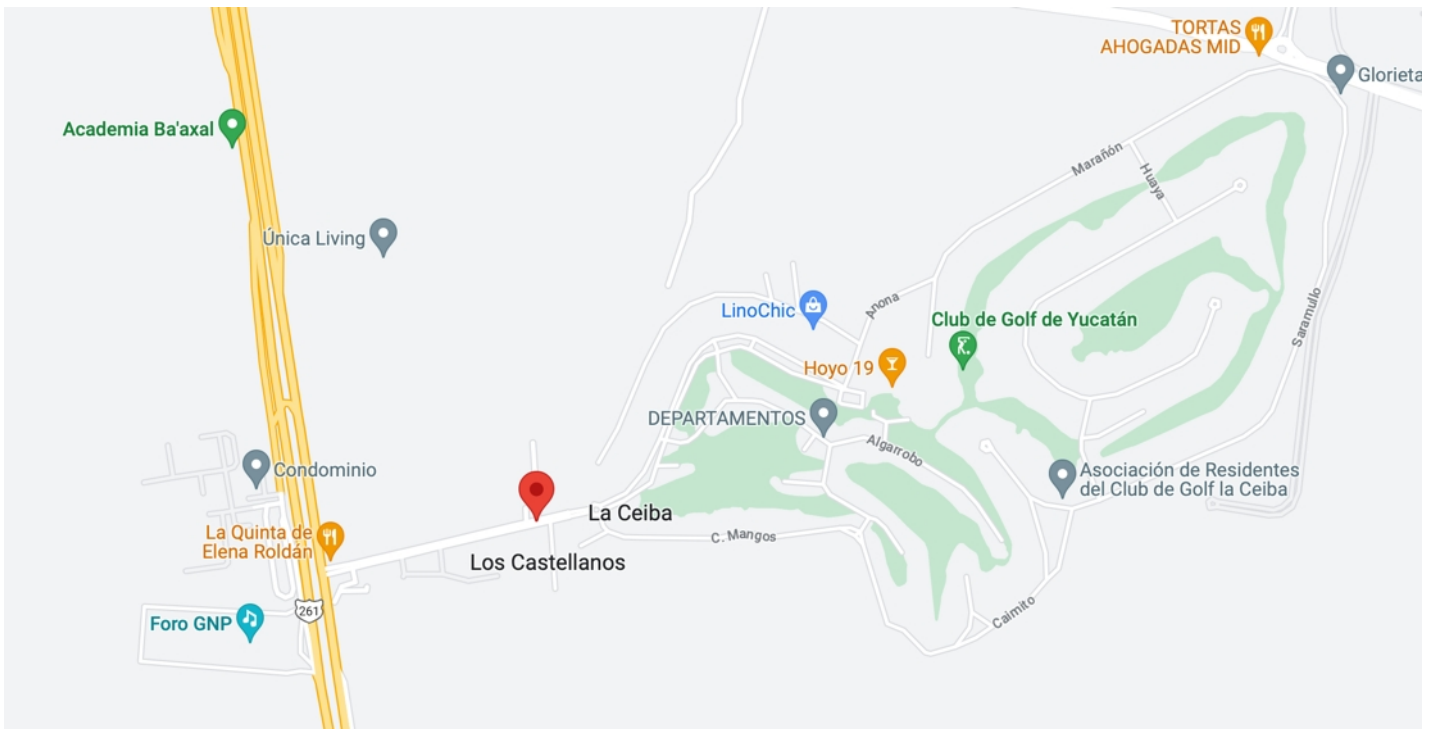 TORTAS
AHOGADAS MID
Glorieta
Academia Ba'axal
Marañón
Huaya
Única Living
Anona
LinoChic
Club de Golf de Yucatán
Saramullo
Hoyo 19
DEPARTAMENTOS
Algarrobo
Condominio
Asociación de Residentes
del Club de Golf la Ceiba
La Ceiba
La Quinta de
Elena Roldán
C. Mangos
Los Castellanos
261
Caimito
Foro GNP